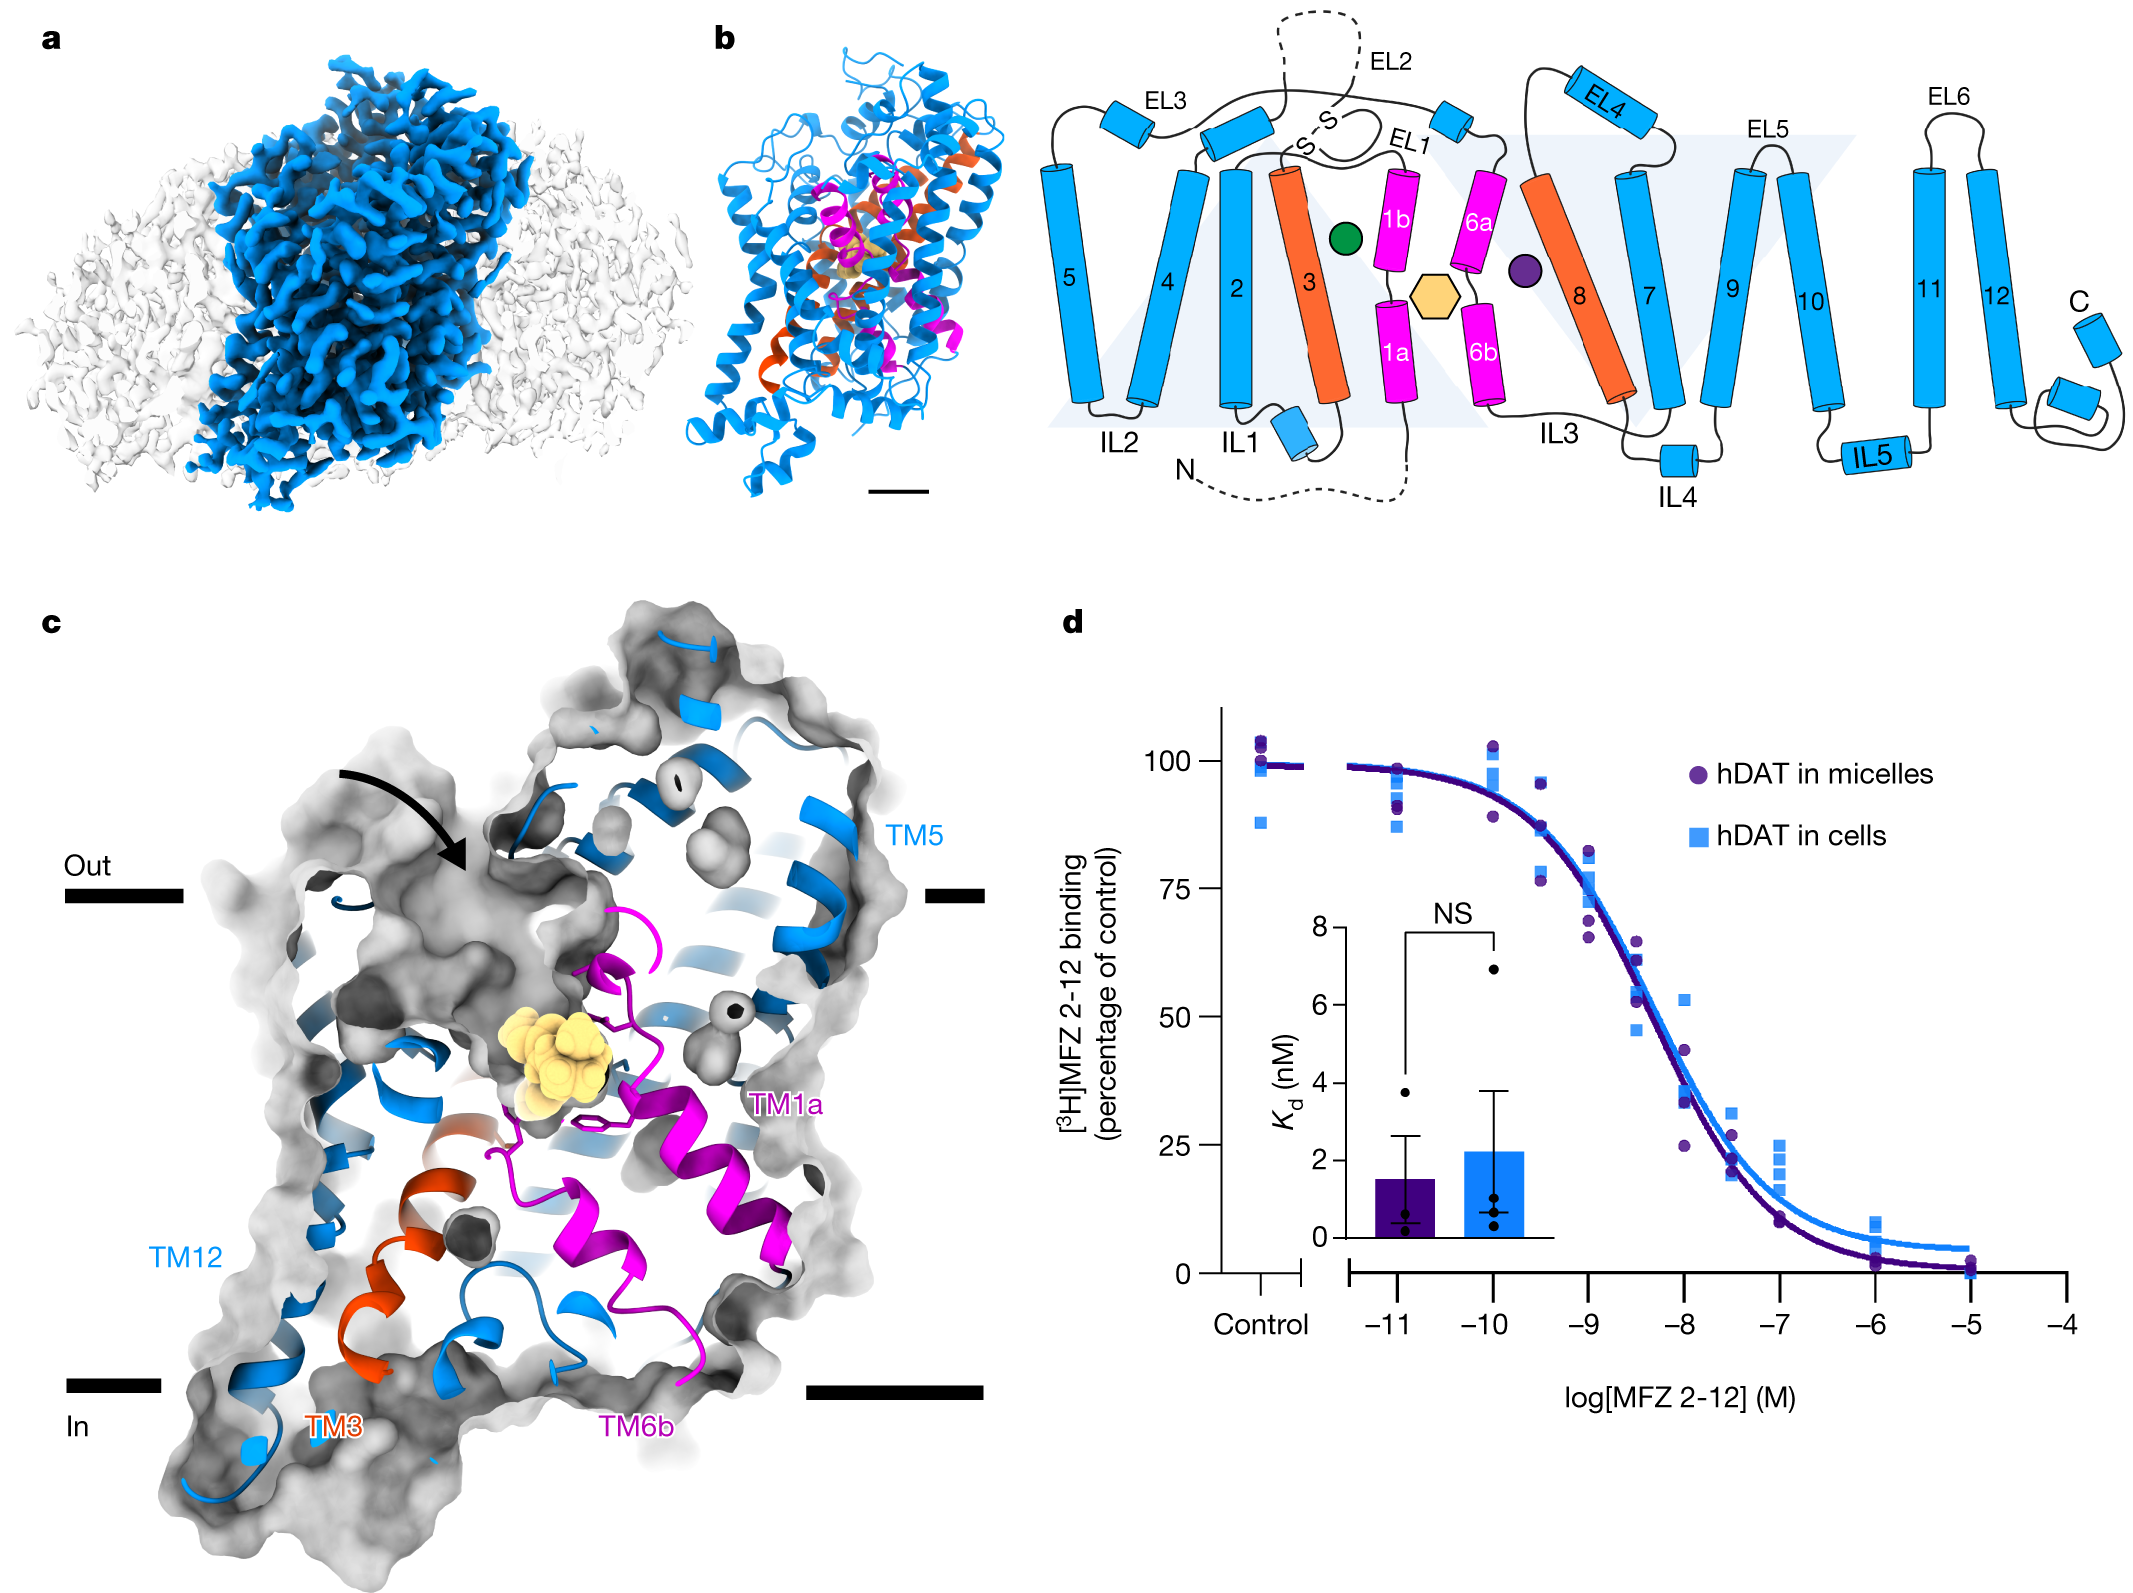 a
b
EL2
EL3
EL4
EL6
S
S
EL1
EL5
1b
6a
5
4
2
3
8
7
9
10
11
12
C
1a
6b
IL2
IL1
IL3
IL5
N
IL4
c
Out
TM5
TM1a
TM12
In
TM3
TM6b
d
[³H]MFZ 2-12 binding
(percentage of control)
100
75
50
25
0
hDAT in micelles
hDAT in cells
NS
Kd (nM)
8
6
4
2
0
Control
–11
–10
–9
–8
–7
–6
–5
–4
log[MFZ 2-12] (M)